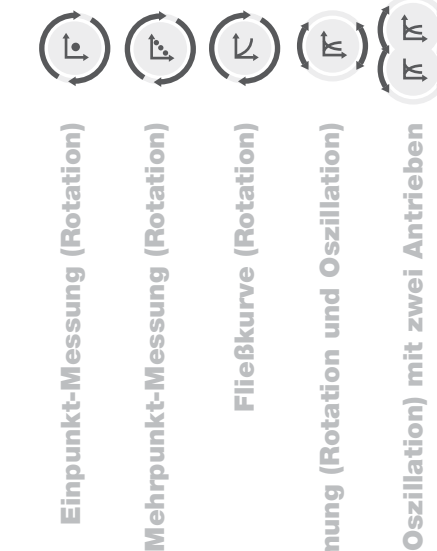 Einpunkt-Messung (Rotation)
Mehrpunkt-Messung (Rotation)
Fließkurve (Rotation)
nung (Rotation und Oszillation)
Oszillation) mit zwei Antrieben